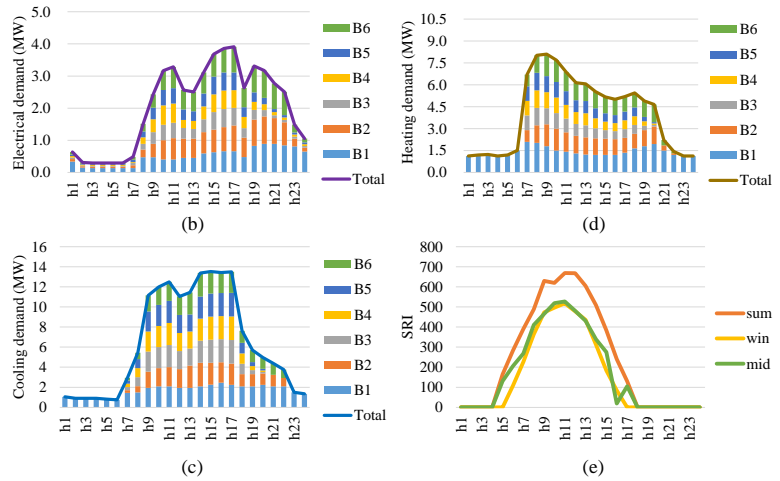 Electrical demand (MW)
5.0
4.0
3.0
2.0
1.0
0.0
h1
h3
h5
h7
h9
h11
h13
h15
h17
h19
h21
h23
B6
B5
B4
B3
B2
B1
Total
(b)
Heating demand (MW)
10.5
9.0
7.5
6.0
4.5
3.0
1.5
0.0
h1
h3
h5
h7
h9
h11
h13
h15
h17
h19
h21
h23
B6
B5
B4
B3
B2
B1
Total
(d)
Cooling demand (MW)
16
14
12
10
8
6
4
2
0
h1
h3
h5
h7
h9
h11
h13
h15
h17
h19
h21
h23
B6
B5
B4
B3
B2
B1
Total
(c)
SRI
800
700
600
500
400
300
200
100
0
h1
h3
h5
h7
h9
h11
h13
h15
h17
h19
h21
h23
sum
win
mid
(e)